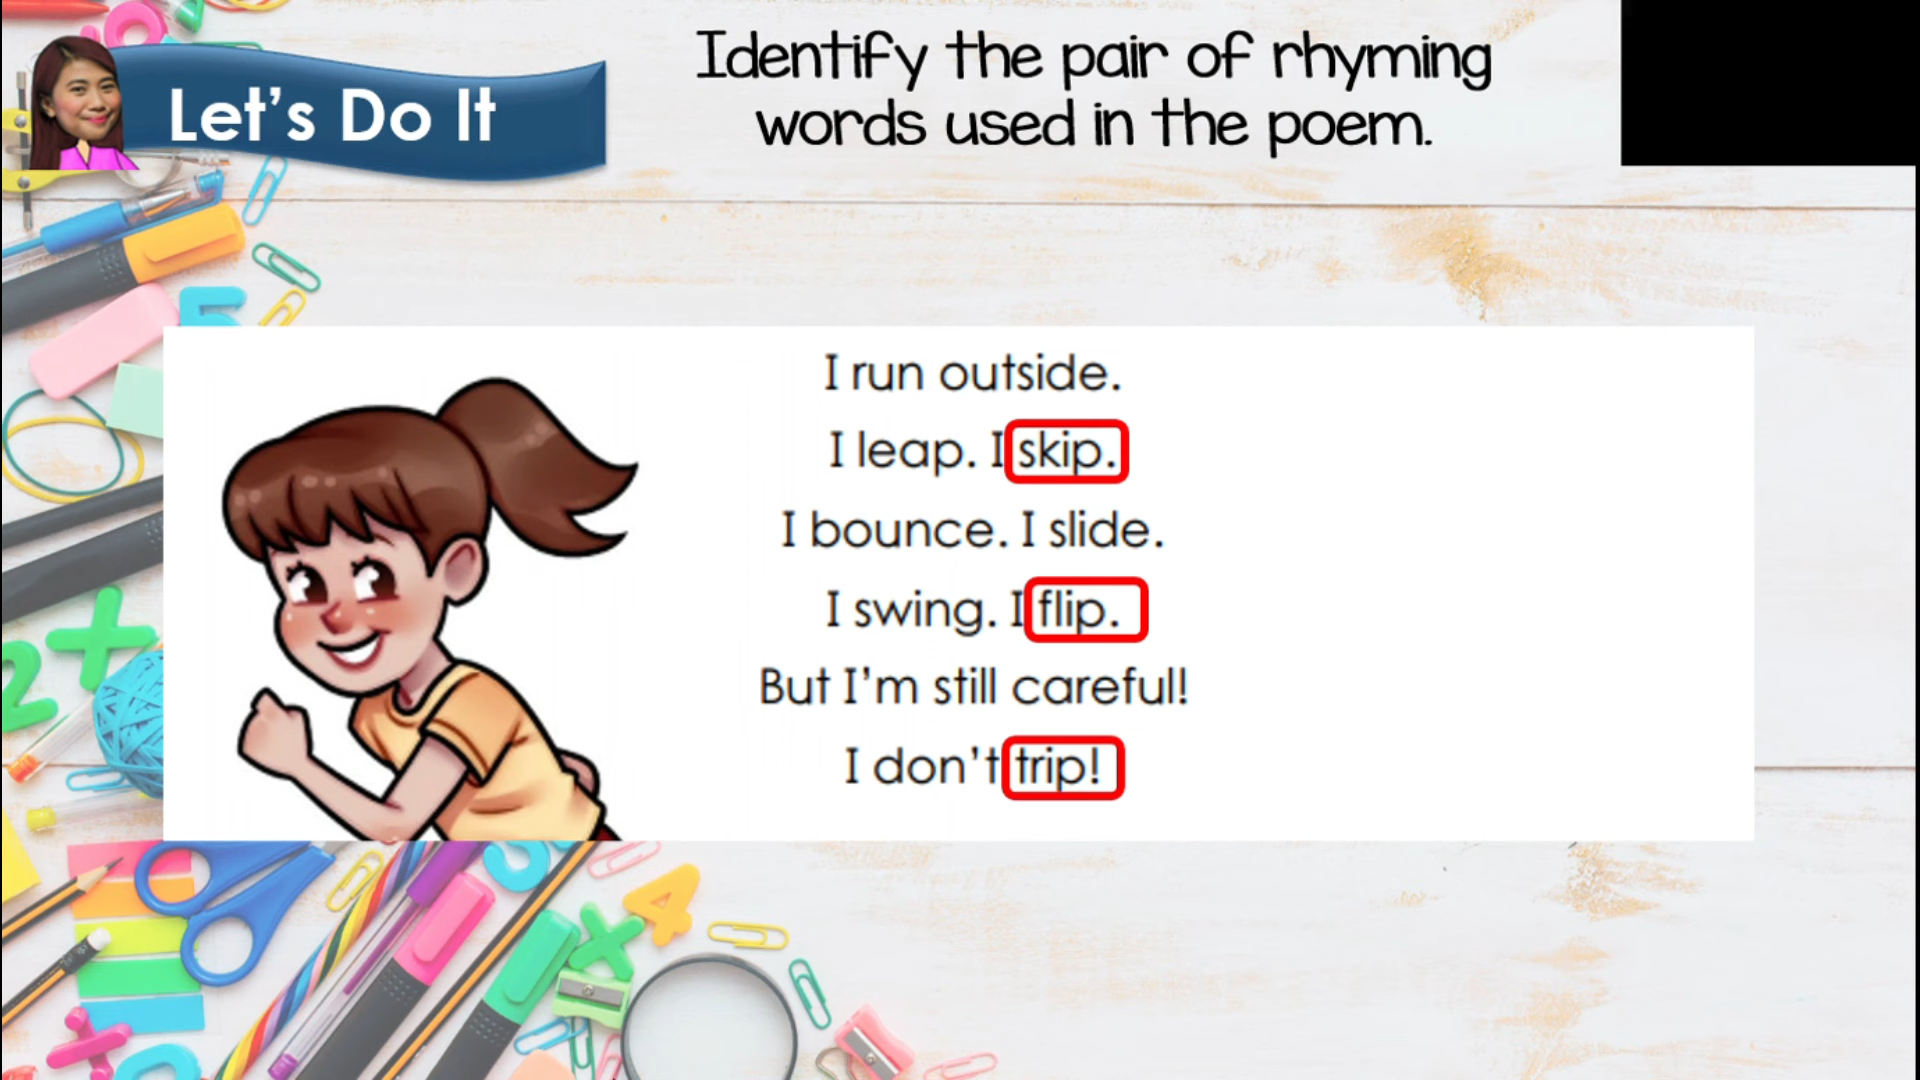 Let's Do It
Identify the pair of rhyming
words used in the poem.
I run outside.
I leap. I skip.
I bounce. I slide.
I swing. I flip.
But I'm still careful!
I don't trip!